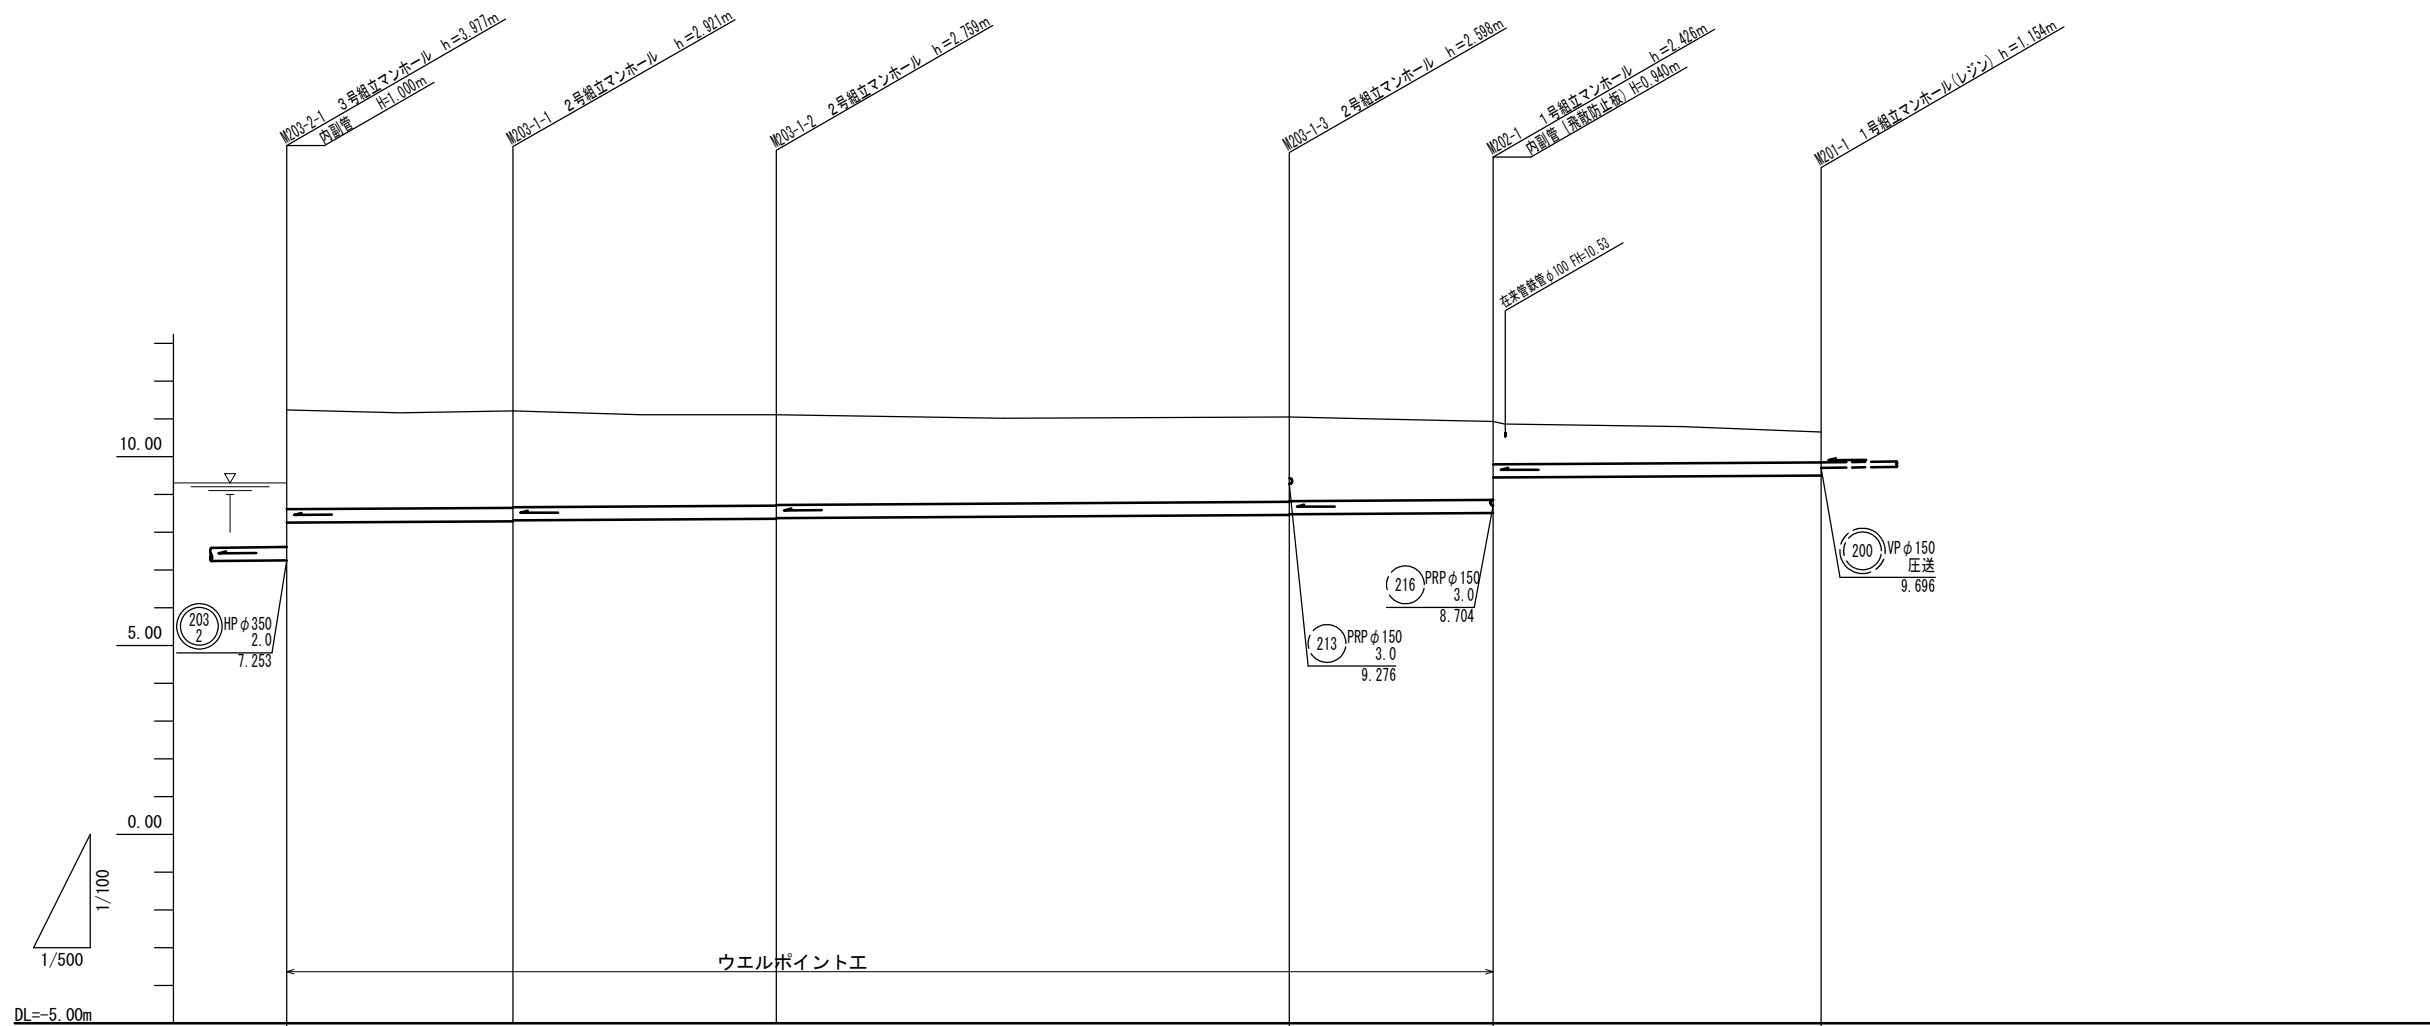 M203-2-1 3号組立マンホール h=3.977m
内副管 H=1.000m
M203-1-1 2号組立マンホール h=2.921m
M203-1-2 2号組立マンホール h=2.759m
M203-1-3 2号組立マンホール h=2.598m
M202-1 1号組立マンホール h=2.426m
内副管（飛散防止板）H=0.940m
M201-1 1号組立マンホール(レジン) h=1.154m
在来管鉄管φ100 FH=10.53
10.00
5.00
0.00
DL=-5.00m
1/100
1/500
203
2
HPφ350
2.0
7.253
216
PRPφ150
3.0
8.704
213
PRPφ150
3.0
9.276
200
VPφ150
圧送
9.696
ウエルポイント工